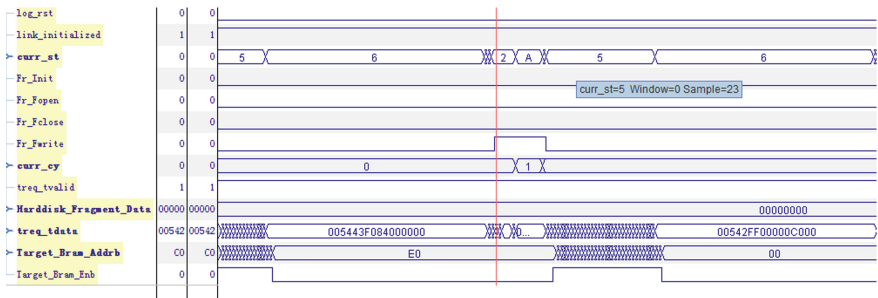 log_rst 0 0
link_initialized 1 1
curr_st 0 0 5 6 2 A 5 6
Fr_Init 0 0
curr_st=5 Window=0 Sample=23
Fr_Fopen 0 0
Fr_Fclose 0 0
Fr_Fwrite 0 0
curr_cy 0 0 0 1
treq_tvalid 1 1
Harddisk_Fragment_Data 00000 00000 00000000
treq_tdata 00542 00542 005443F084000000 0... 00542FF00000C000
Target_Bram_Addrb C0 C0 E0 00
Target_Bram_Enb 0 0